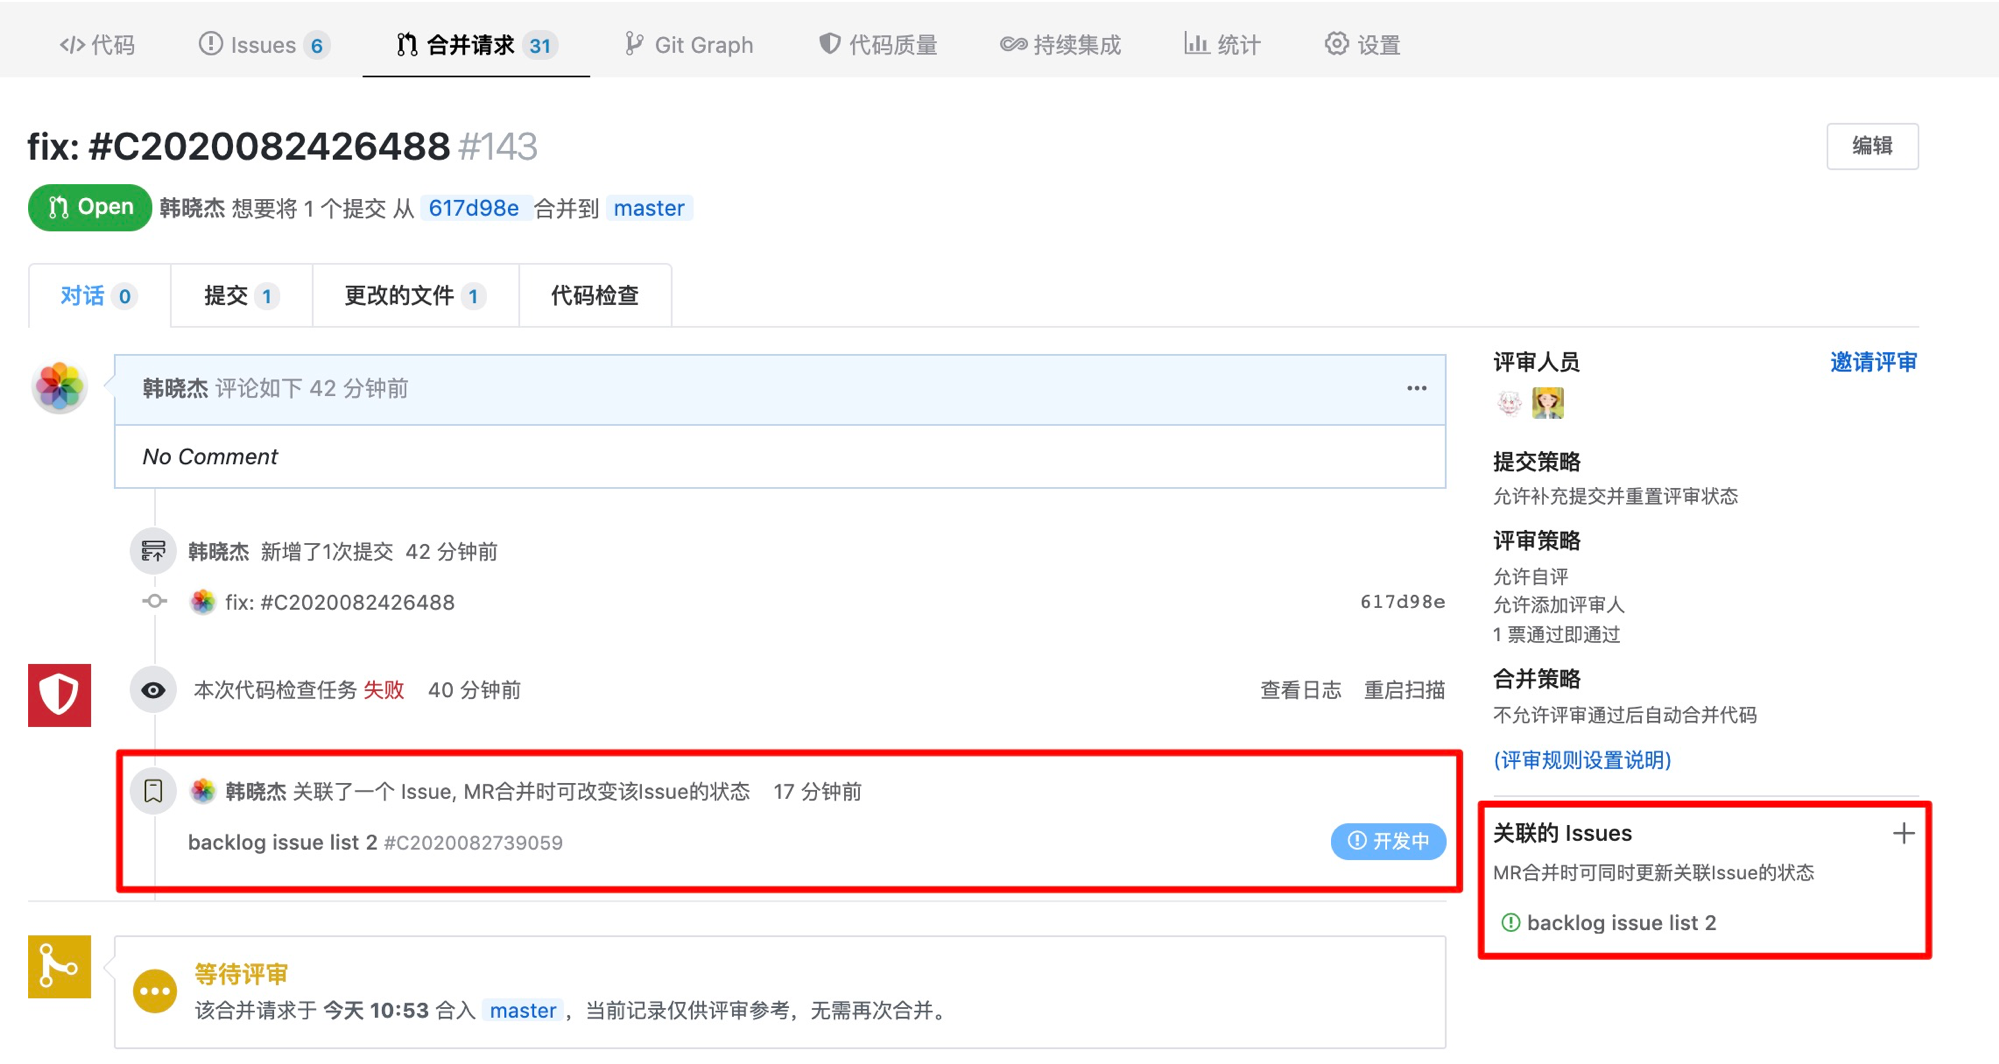 代码 Issues 6 合并请求 31 Git Graph 代码质量 持续集成 统计 设置
fix: #C2020082426488 #143
编辑
Open 韩晓杰 想要将 1 个提交 从 617d98e 合并到 master
对话 0 提交 1 更改的文件 1 代码检查
韩晓杰 评论如下 42 分钟前
No Comment
韩晓杰 新增了1次提交 42 分钟前
fix: #C2020082426488 617d98e
本次代码检查任务 失败 40 分钟前 查看日志 重启扫描
韩晓杰 关联了一个 Issue, MR合并时可改变该Issue的状态 17 分钟前
backlog issue list 2 #C2020082739059 开发中
等待评审
该合并请求于 今天 10:53 合入 master ，当前记录仅供评审参考，无需再次合并。
评审人员 邀请评审
提交策略
允许补充提交并重置评审状态
评审策略
允许自评
允许添加评审人
1 票通过即通过
合并策略
不允许评审通过后自动合并代码
(评审规则设置说明)
关联的 Issues
MR合并时可同时更新关联Issue的状态
backlog issue list 2